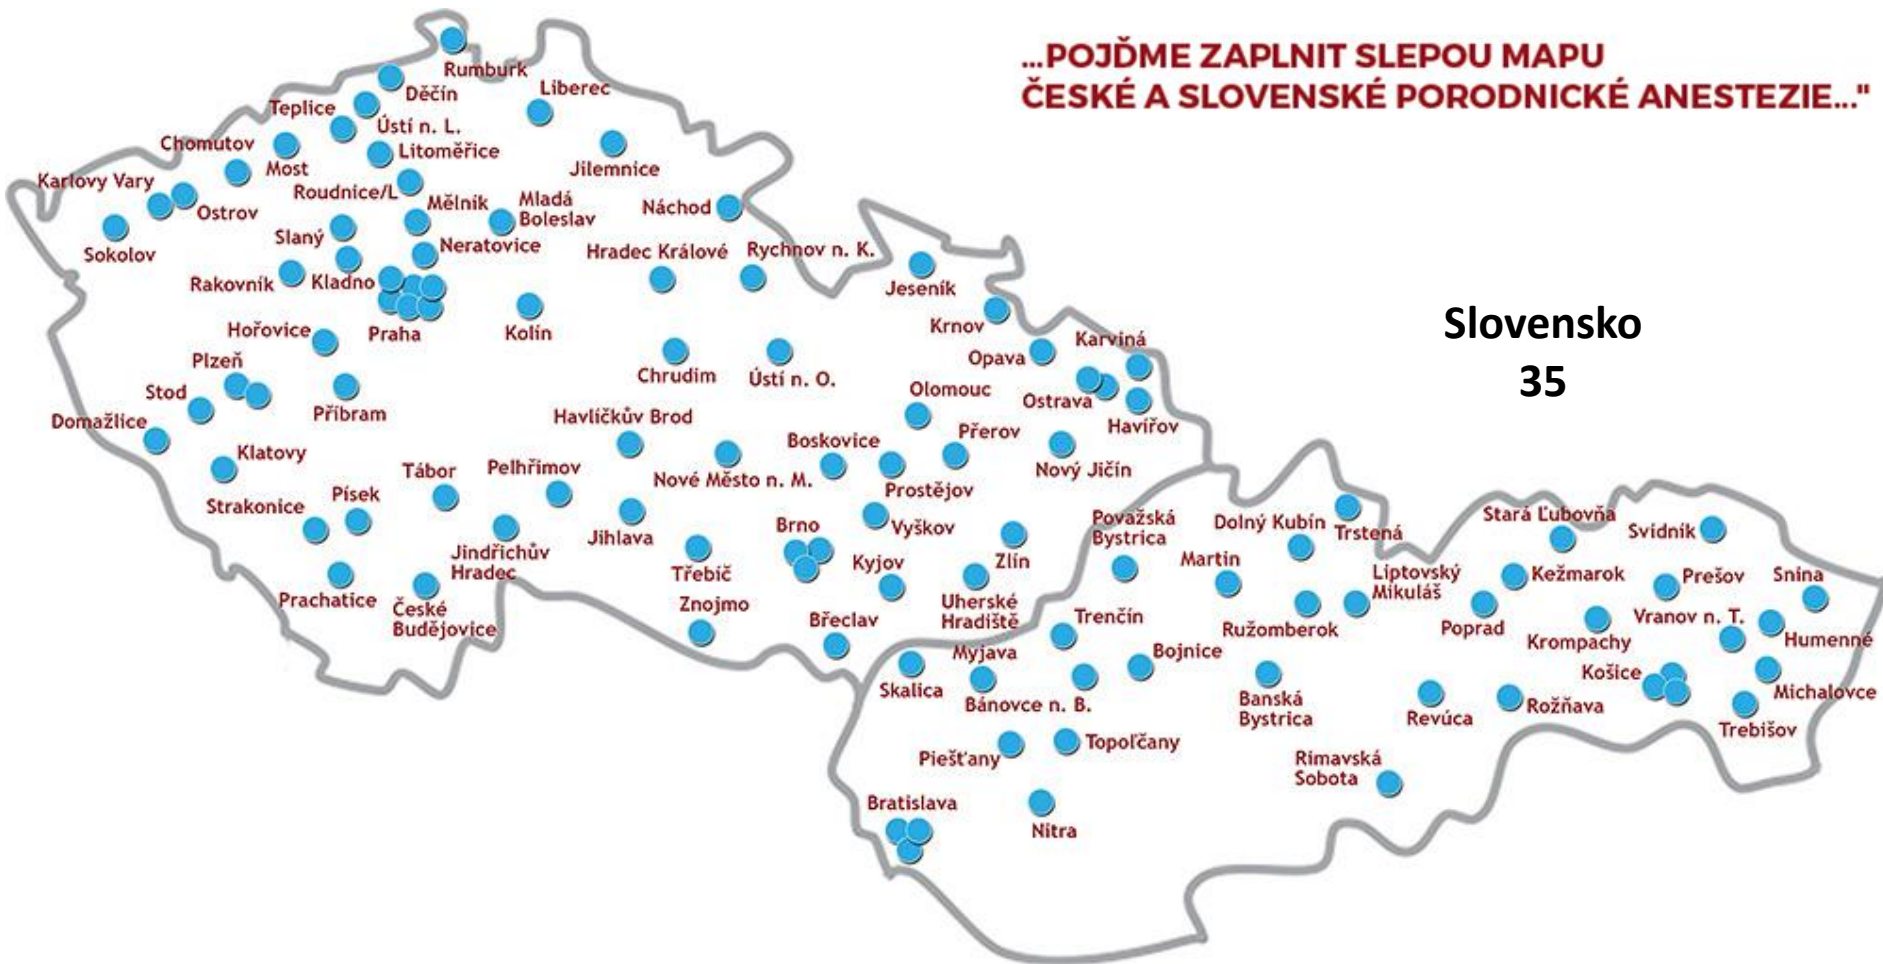 ...POJĎME ZAPLNIT SLEPOU MAPU
ČESKÉ A SLOVENSKÉ PORODNICKÉ ANESTEZIE..."
Rumburk
Děčín
Liberec
Teplice
Ústí n. L.
Chomutov
Most
Litoměřice
Jilemnice
Karlovy Vary
Ostrov
Roudnice/L
Mělník
Mladá
Boleslav
Náchod
Sokolov
Slaný
Neratovice
Hradec Králové
Rychnov n. K.
Rakovník
Kladno
Jeseník
Hořovice
Praha
Kolín
Krnov
Slovensko
35
Plzeň
Chrudim
Ústí n. O.
Opava
Karviná
Stod
Příbram
Olomouc
Ostrava
Havířov
Domažlice
Havlíčkův Brod
Boskovice
Přerov
Klatovy
Tábor
Pelhřimov
Nové Město n. M.
Prostějov
Nový Jičín
Strakonice
Písek
Jindřichův
Hradec
Jihlava
Brno
Vyškov
Považská
Bystrica
Dolný Kubín
Trstená
Stará Ľubovňa
Svidník
Prachatice
České
Budějovice
Třebíč
Kyjov
Zlín
Martin
Liptovský
Mikuláš
Kežmarok
Prešov
Snina
Znojmo
Břeclav
Uherské
Hradiště
Trenčín
Ružomberok
Poprad
Krompachy
Vranov n. T.
Humenné
Skalica
Myjava
Bánovce n. B.
Bojnice
Banská
Bystrica
Revúca
Rožňava
Košice
Michalovce
Trebišov
Piešťany
Topoľčany
Rimavská
Sobota
Bratislava
Nitra